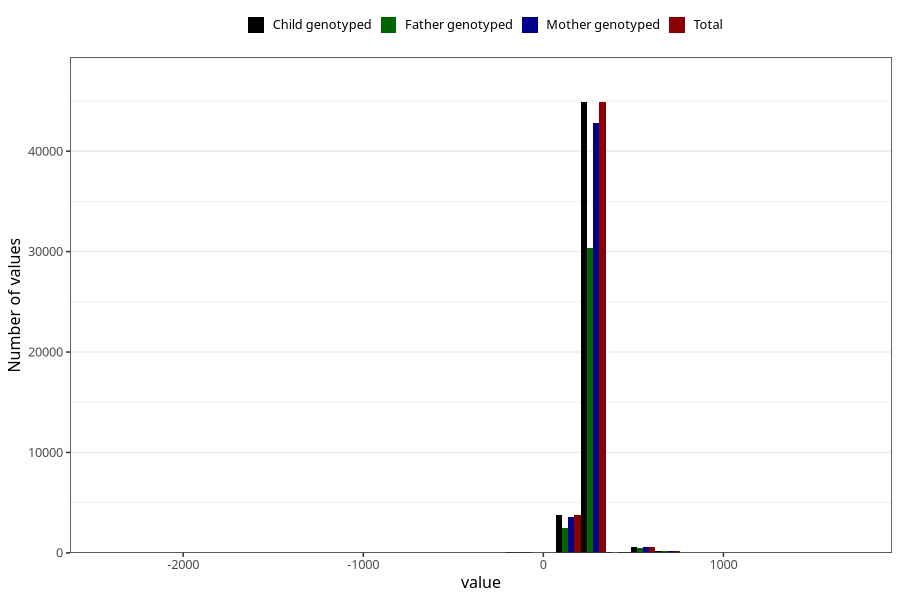 Child genotyped Father genotyped Mother genotyped Total
Number of values
40000
30000
20000
10000
0
-2000 -1000 0 1000
value